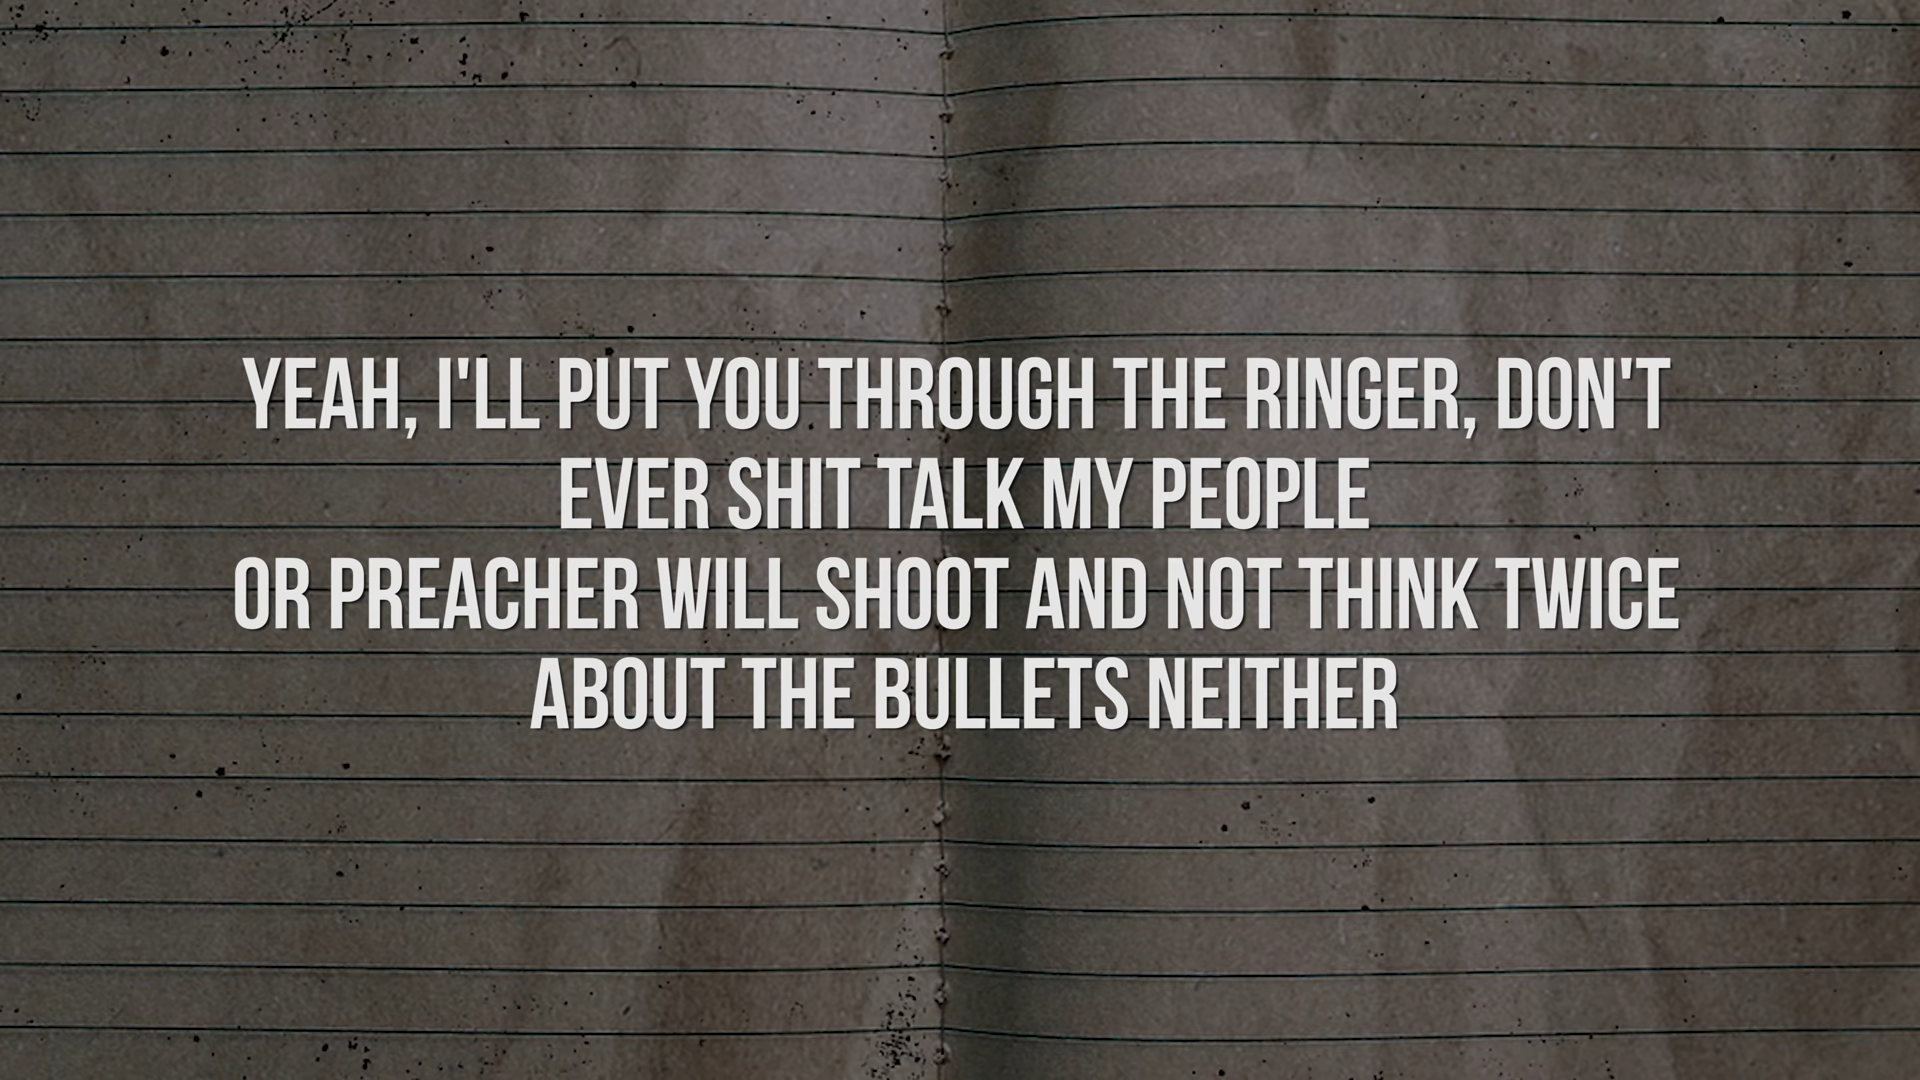 YEAH, I'LL PUT YOU THROUGH THE RINGER, DON'T
EVER SHIT TALK MY PEOPLE
OR PREACHER WILL SHOOT AND NOT THINK TWICE
ABOUT THE BULLETS NEITHER